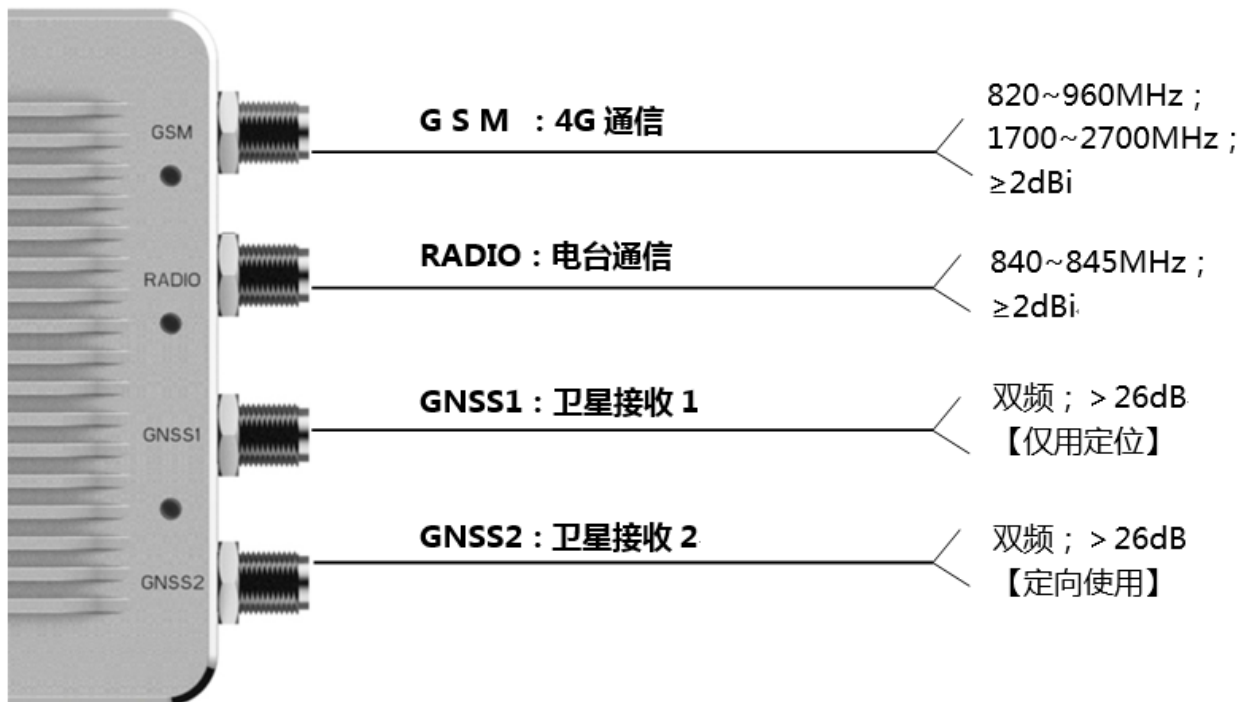 GSM
G S M ：4G 通信
820~960MHz；
1700~2700MHz；
≥2dBi
RADIO
RADIO：电台通信
840~845MHz；
≥2dBi
GNSS1
GNSS1：卫星接收 1
双频；> 26dB
【仅用定位】
GNSS2
GNSS2：卫星接收 2
双频；> 26dB
【定向使用】